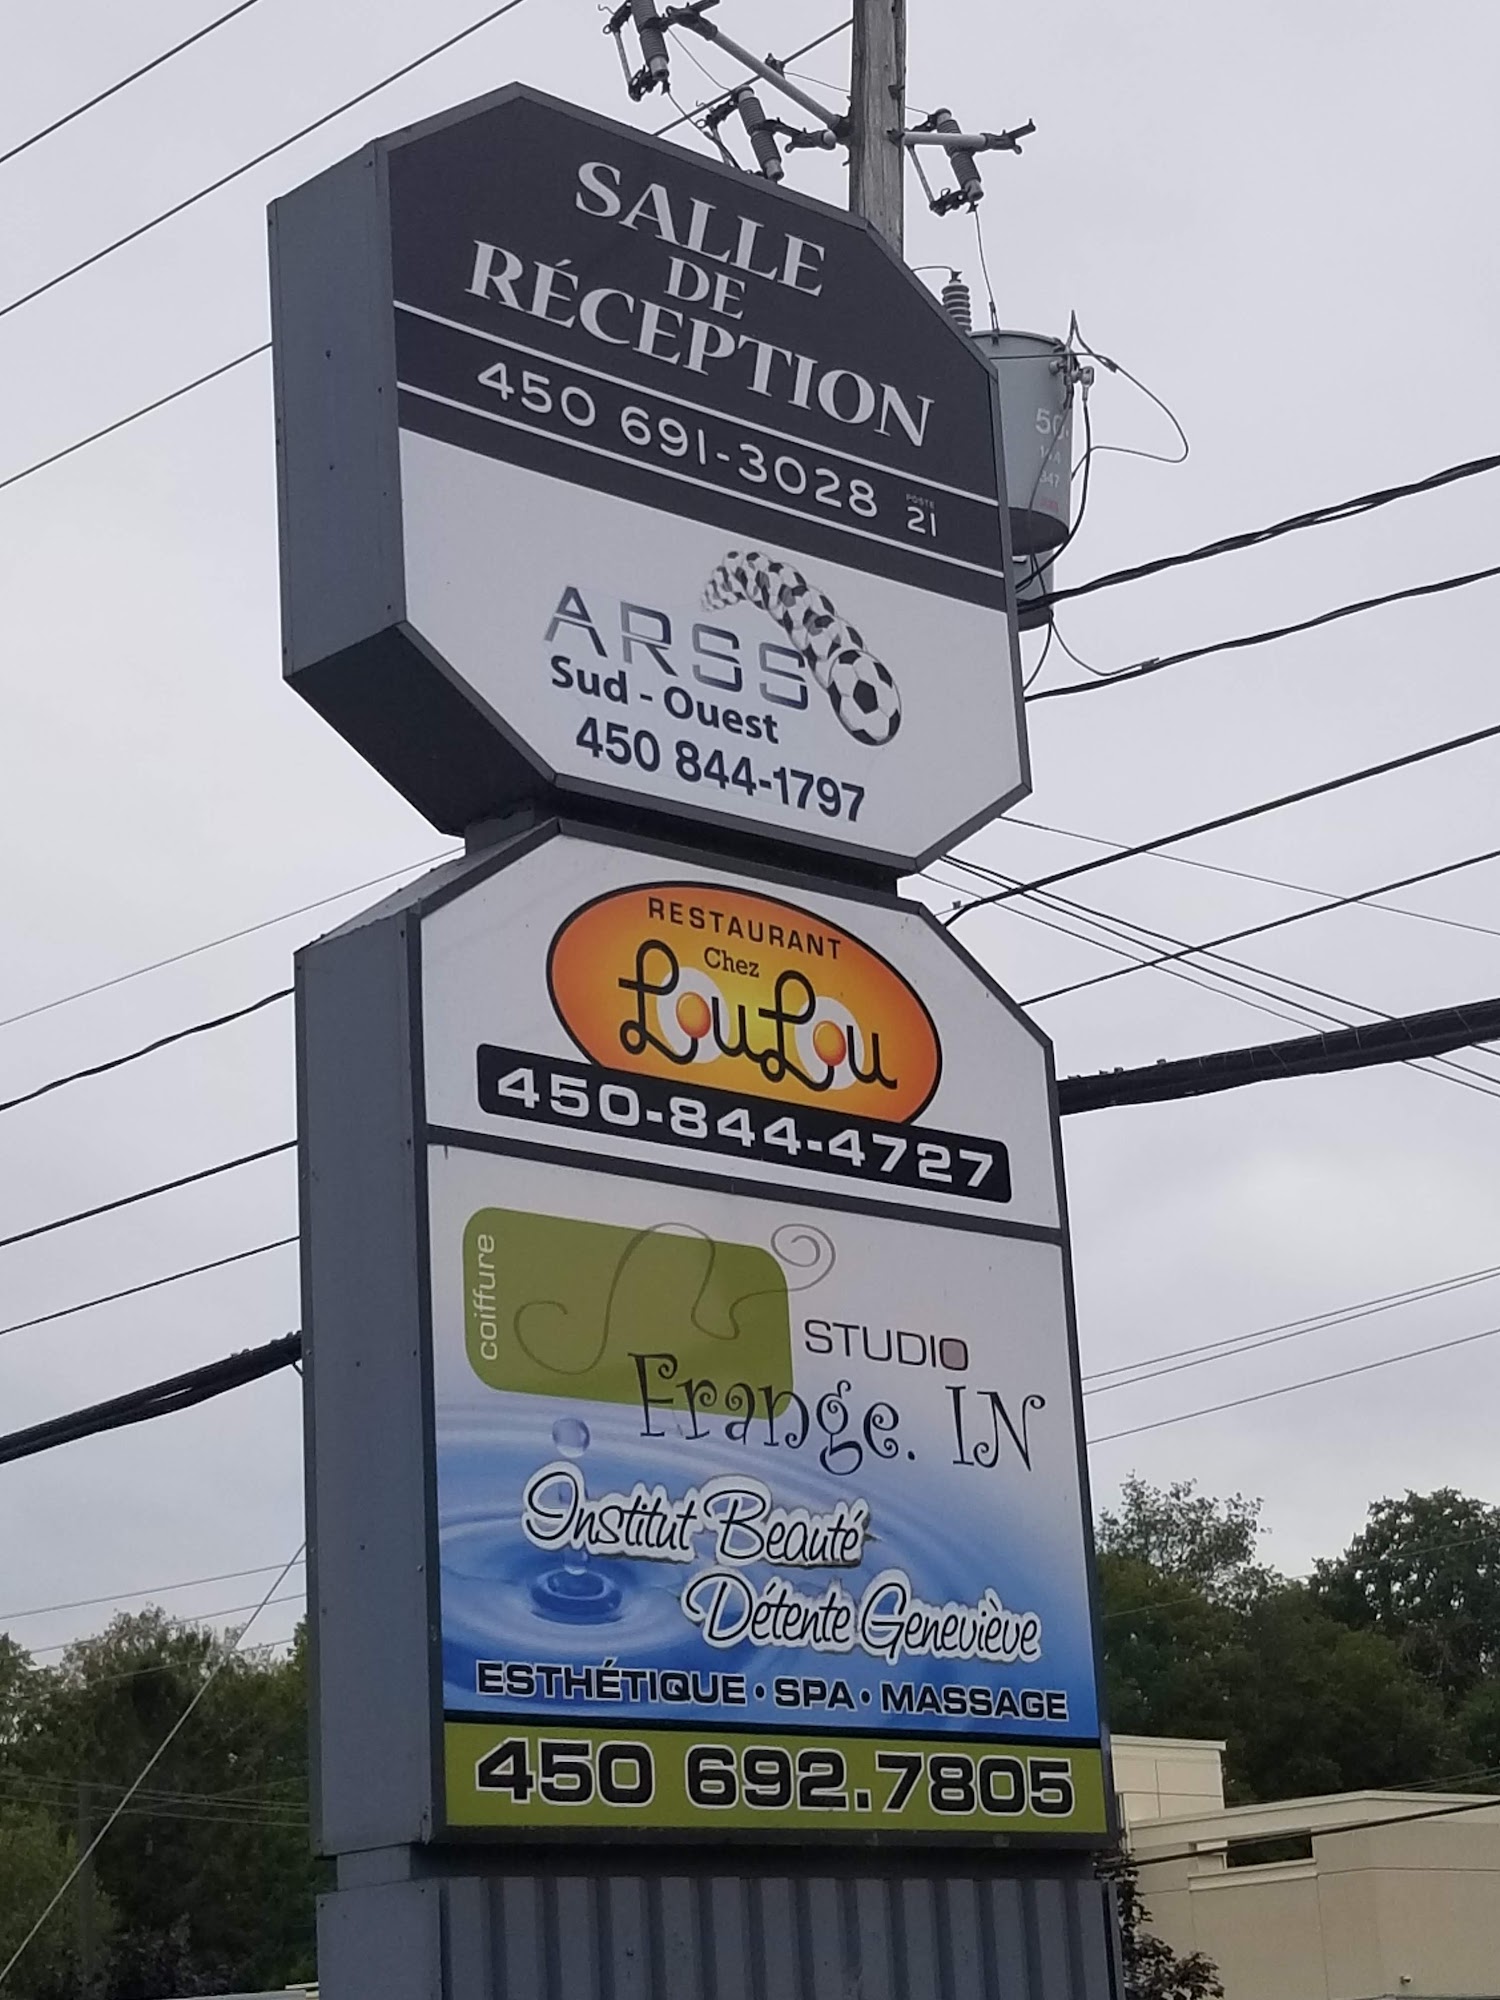 SALLE
DE
RÉCEPTION
450 691-3028 POSTE 21
ARSS
Sud - Ouest
450 844-1797
RESTAURANT
Chez
LouLou
450-844-4727
coiffure
STUDIO
Frange. IN
Institut Beauté
Détente Geneviève
ESTHÉTIQUE • SPA • MASSAGE
450 692.7805